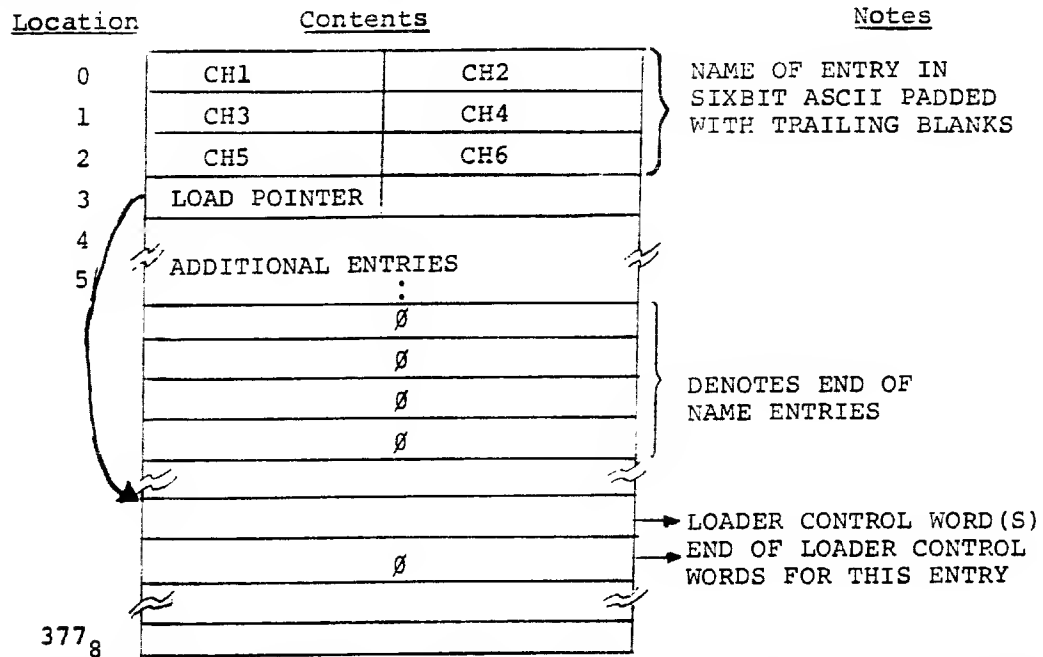 Location Contents Notes
0 CH1 CH2 NAME OF ENTRY IN
1 CH3 CH4 SIXBIT ASCII PADDED
2 CH5 CH6 WITH TRAILING BLANKS
3 LOAD POINTER
4
5 ADDITIONAL ENTRIES
Ø
Ø
Ø DENOTES END OF
Ø NAME ENTRIES
LOADER CONTROL WORD(S)
Ø END OF LOADER CONTROL
WORDS FOR THIS ENTRY
377₈